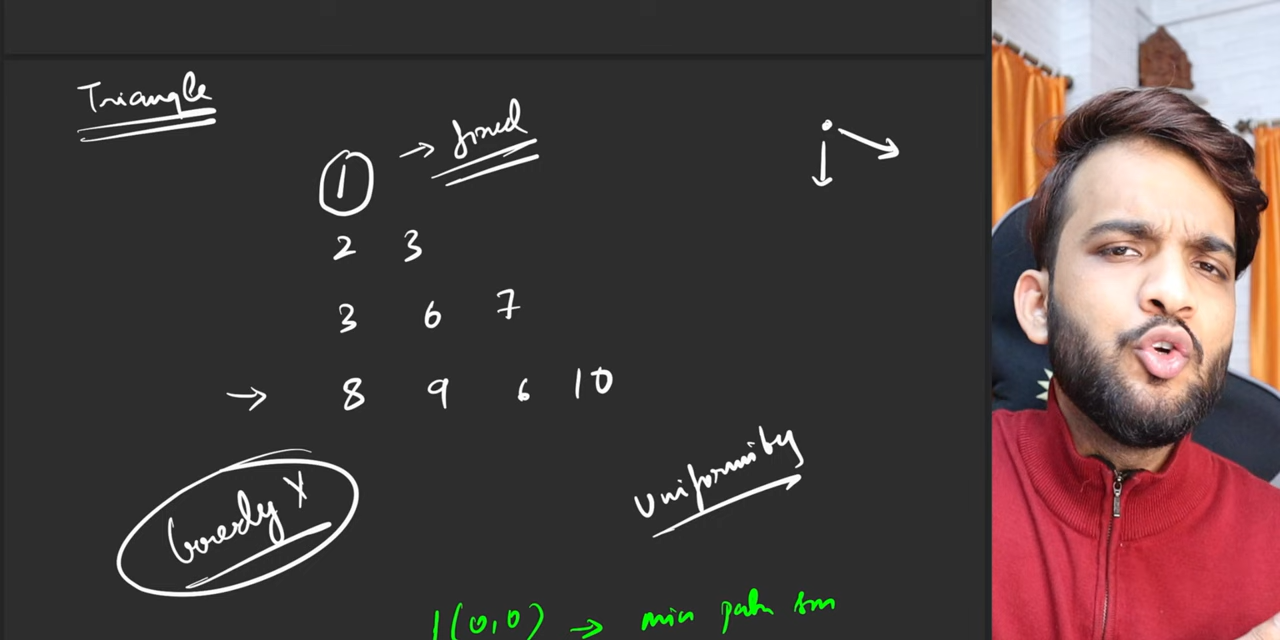 Triangle
1 → fixed
2 3
3 6 7
→ 8 9 6 10
Greedy X
Uniformity
f(0,0) → min path sum